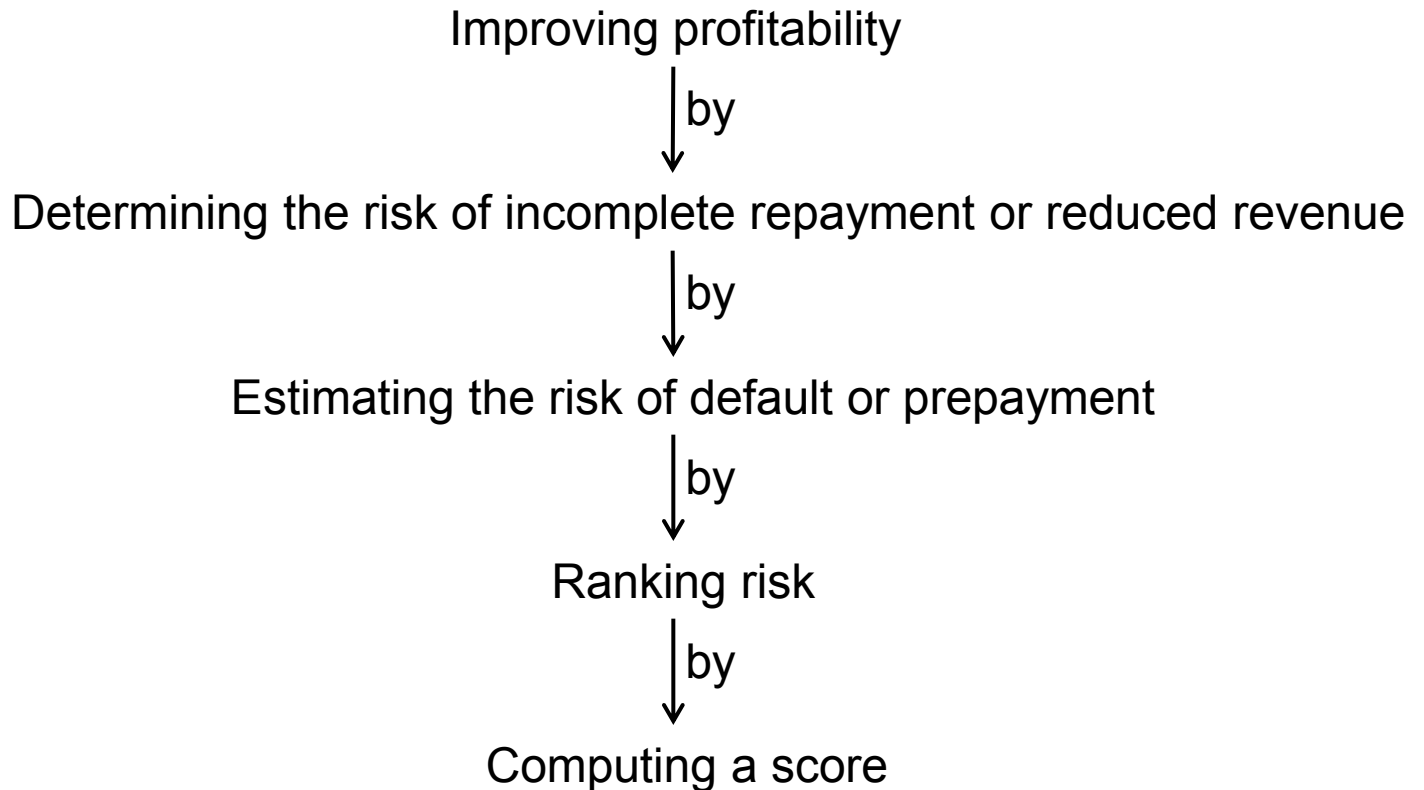 Improving profitability
by
Determining the risk of incomplete repayment or reduced revenue
by
Estimating the risk of default or prepayment
by
Ranking risk
by
Computing a score